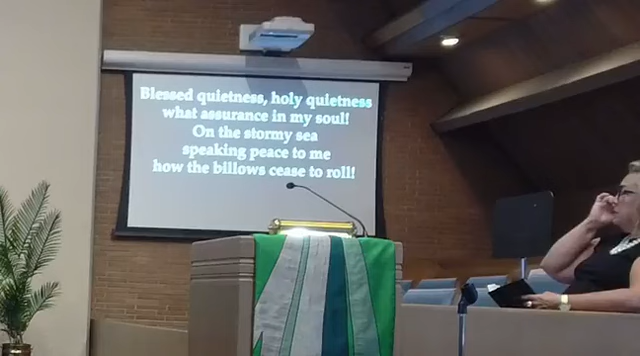 Blessed quietness, holy quietness
what assurance in my soul!
On the stormy sea
speaking peace to me
how the billows cease to roll!